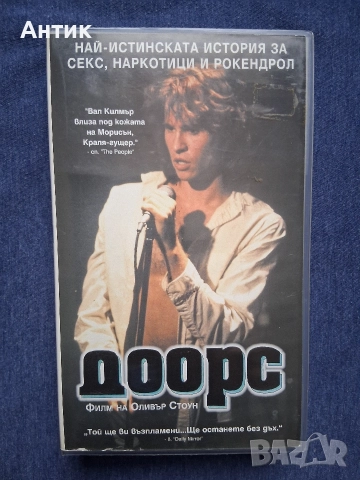 Антик
НАЙ-ИСТИНСКАТА ИСТОРИЯ ЗА
СЕКС, НАРКОТИЦИ И РОКЕНДРОЛ
"Вал Килмър
влиза под кожата
на Морисън,
Краля-гущер."
- сп. "The People"
ДООРС
ФИЛМ НА ОЛИВЪР СТОУН
„Той ще ви възпламени...Ще останете без дъх."
- в. "Daily Mirror"
BAZAR